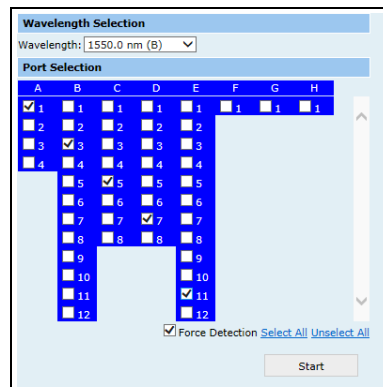 Wavelength Selection
Wavelength: 1550.0 nm (B)
Port Selection
A B C D E F G H
1 1 1 1 1 1 1 1
2 2 2 2 2
3 3 3 3 3
4 4 4 4 4
5 5 5 5
6 6 6 6
7 7 7 7
8 8 8 8
9 9
10 10
11 11
12 12
Force Detection Select All Unselect All
Start